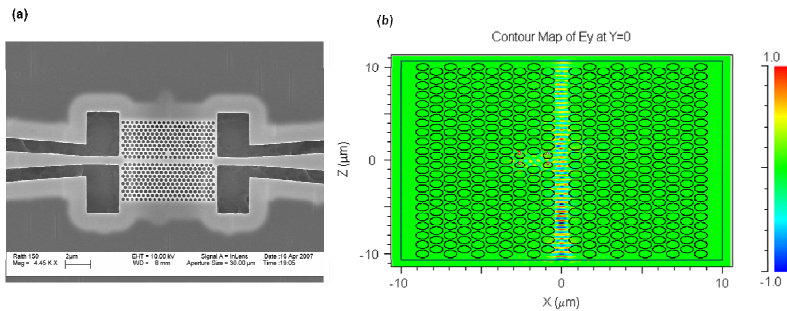 (a)
Raith 150 2μm EHT = 10.00 kV Signal A = InLens Date :16 Apr 2007
Mag = 4.45 K X WD = 8 mm Aperture Size = 30.00 μm Time :19:05
(b)
Contour Map of Ey at Y=0
10
0
-10
Z (μm)
-10
0
10
X (μm)
1.0
-1.0